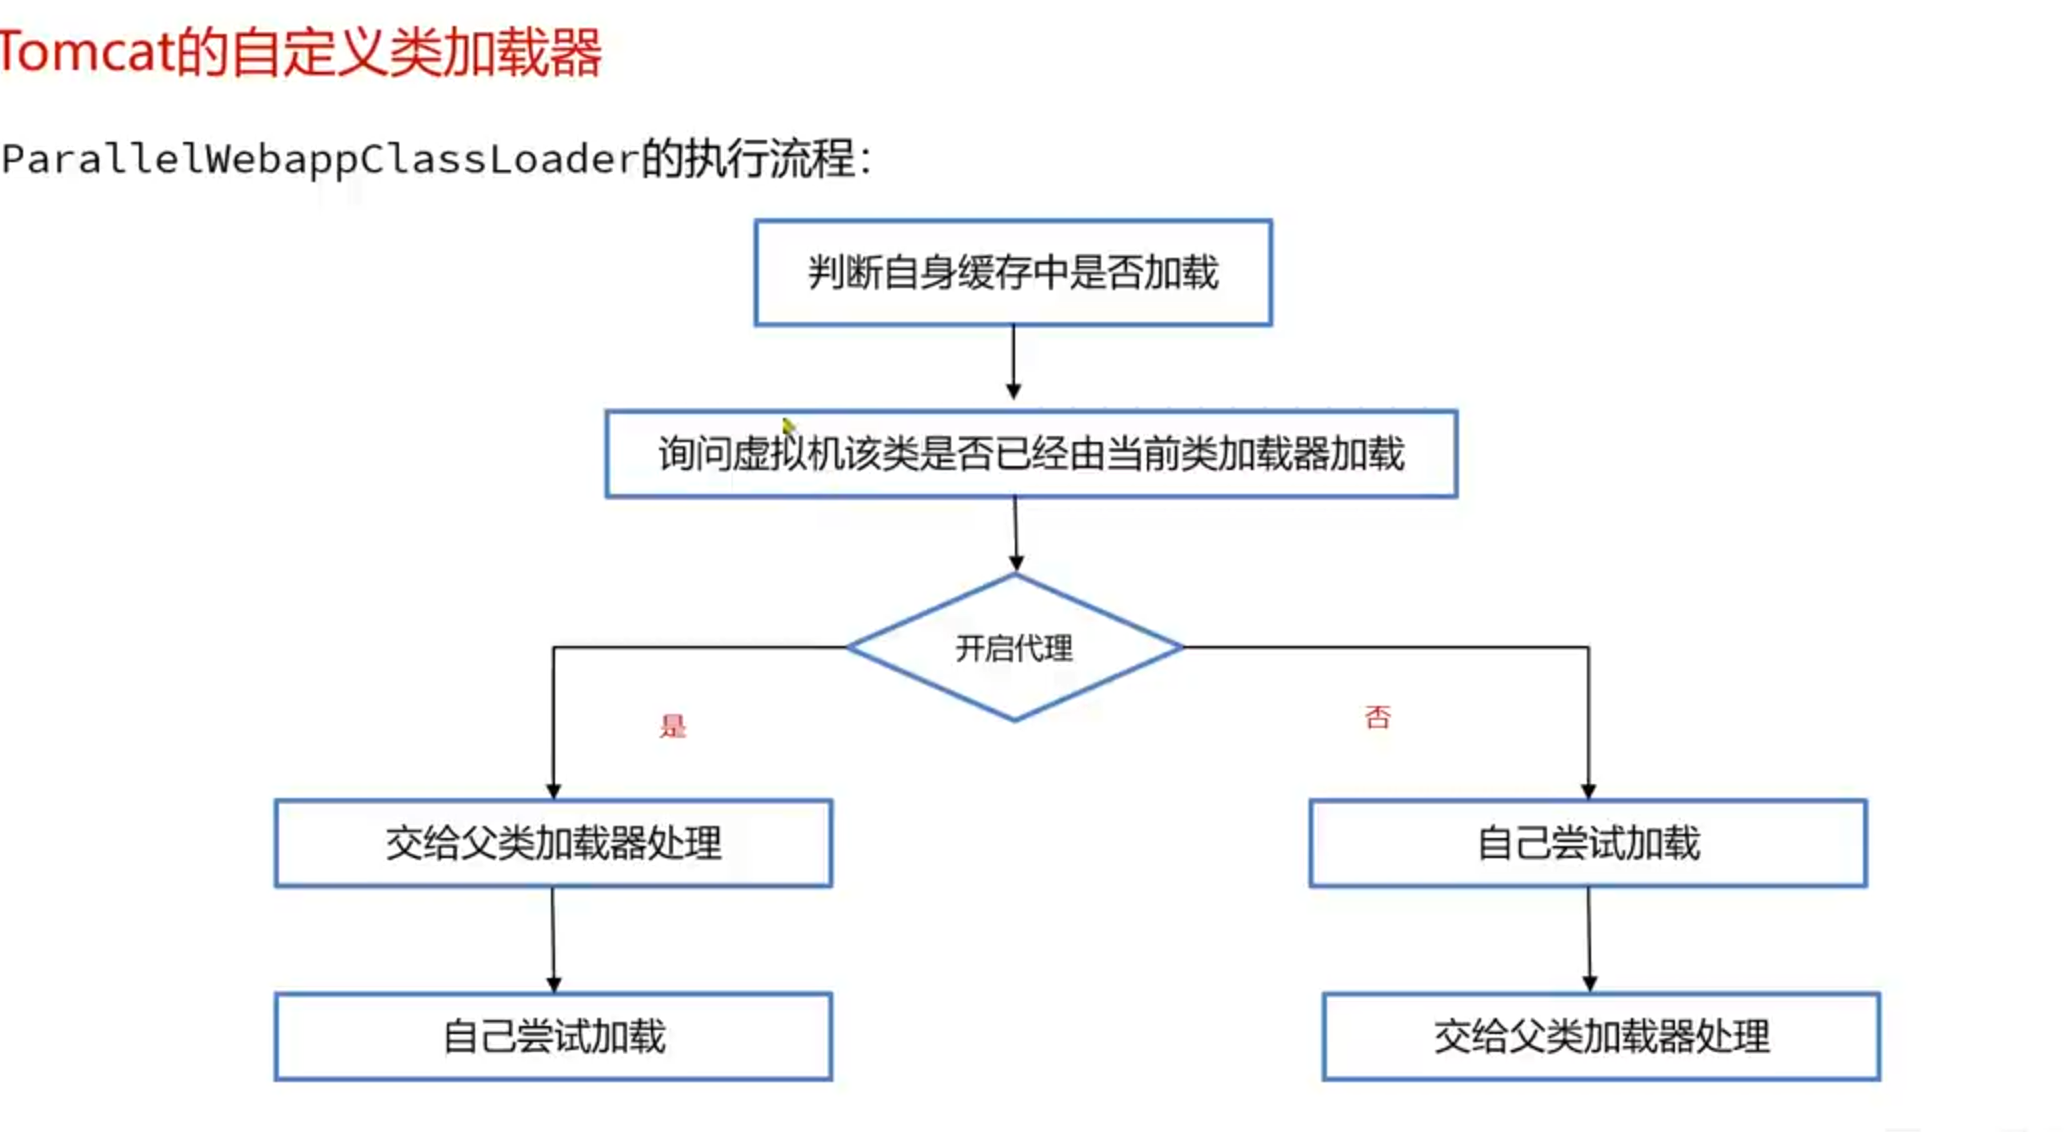 Tomcat的自定义类加载器
ParallelWebappClassLoader的执行流程：
判断自身缓存中是否加载
询问虚拟机该类是否已经由当前类加载器加载
开启代理
是
否
交给父类加载器处理
自己尝试加载
自己尝试加载
交给父类加载器处理